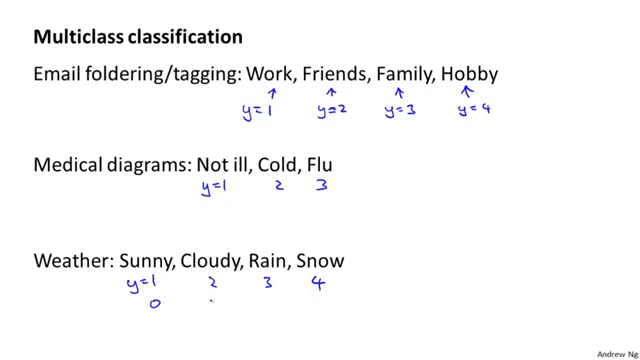 Multiclass classification
Email foldering/tagging: Work, Friends, Family, Hobby
y=1 y=2 y=3 y=4
Medical diagrams: Not ill, Cold, Flu
y=1 2 3
Weather: Sunny, Cloudy, Rain, Snow
y=1 2 3 4
0
Andrew Ng